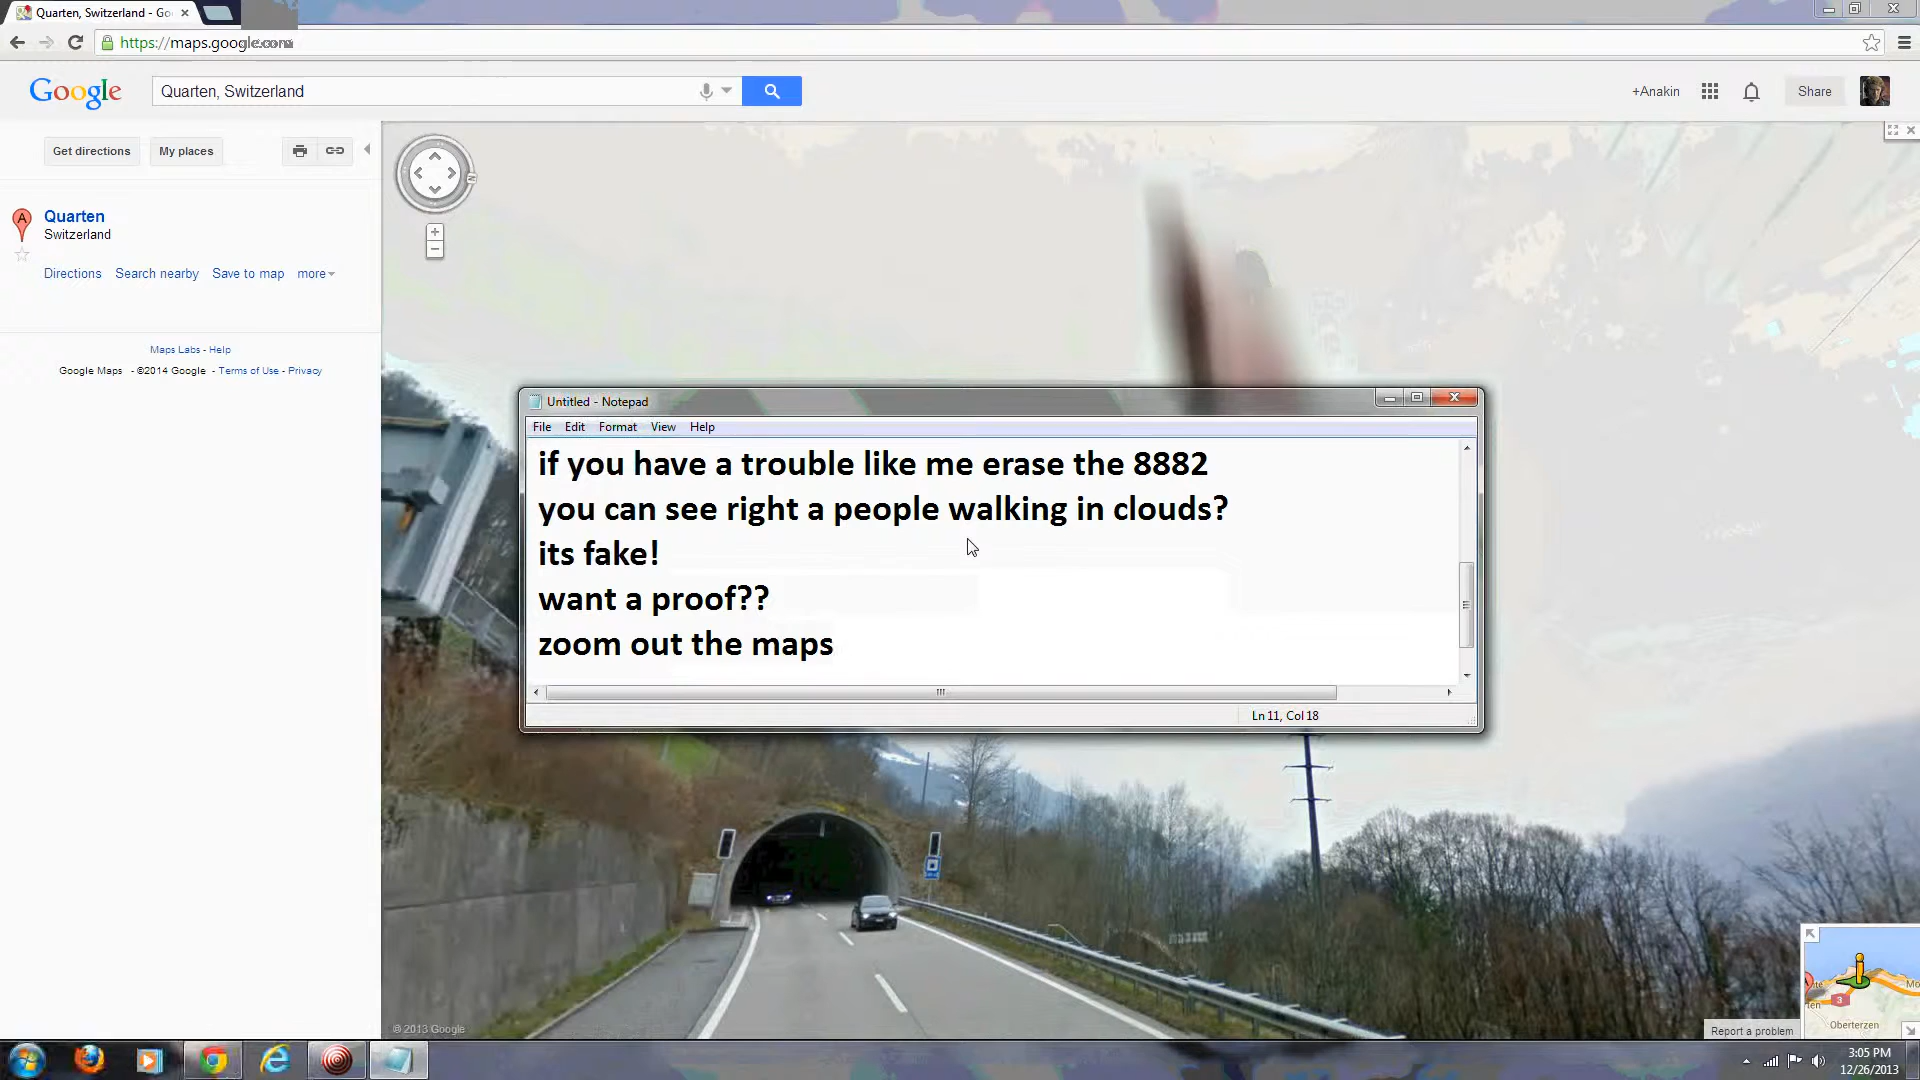 Quarten, Switzerland - Go
https://maps.google.com
Google
Quarten, Switzerland
+Anakin
Share
Get directions
My places
A
Quarten
Switzerland
Directions
Search nearby
Save to map
more
Maps Labs - Help
Google Maps - ©2014 Google - Terms of Use - Privacy
N
Untitled - Notepad
File Edit Format View Help
if you have a trouble like me erase the 8882
you can see right a people walking in clouds?
its fake!
want a proof??
zoom out the maps
Ln 11, Col 18
© 2013 Google
Report a problem
3
Oberterzen
3:05 PM
12/26/2013